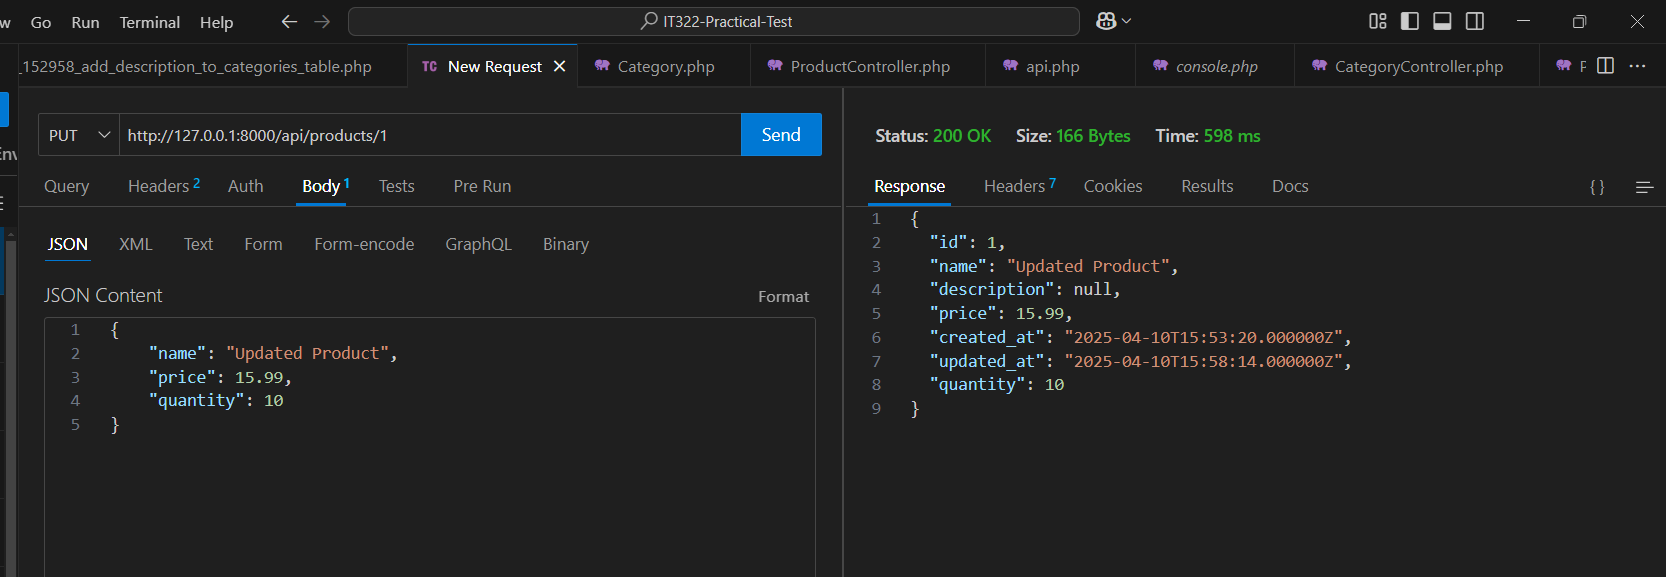 Go Run Terminal Help IT322-Practical-Test
_152958_add_description_to_categories_table.php TC New Request Category.php ProductController.php api.php console.php CategoryController.php
PUT http://127.0.0.1:8000/api/products/1 Send
Query Headers 2 Auth Body 1 Tests Pre Run
JSON XML Text Form Form-encode GraphQL Binary
JSON Content Format
1 {
2 "name": "Updated Product",
3 "price": 15.99,
4 "quantity": 10
5 }
Status: 200 OK Size: 166 Bytes Time: 598 ms
Response Headers 7 Cookies Results Docs { }
1 {
2 "id": 1,
3 "name": "Updated Product",
4 "description": null,
5 "price": 15.99,
6 "created_at": "2025-04-10T15:53:20.000000Z",
7 "updated_at": "2025-04-10T15:58:14.000000Z",
8 "quantity": 10
9 }